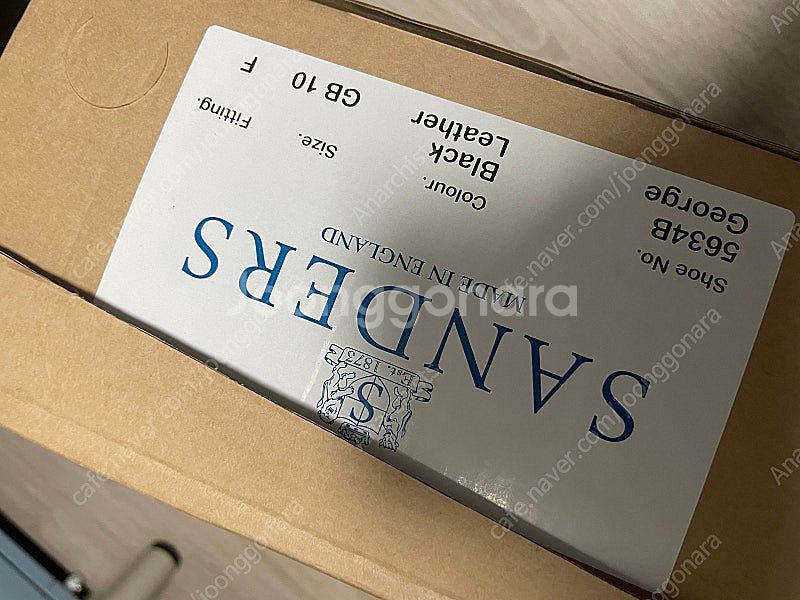 Est. 1873
S
SANDERS
MADE IN ENGLAND
Shoe No.
5634B
George
Colour.
Black
Leather
Size.
GB 10
Fitting.
F
Joonggonara
cafe.naver.com/joonggonara